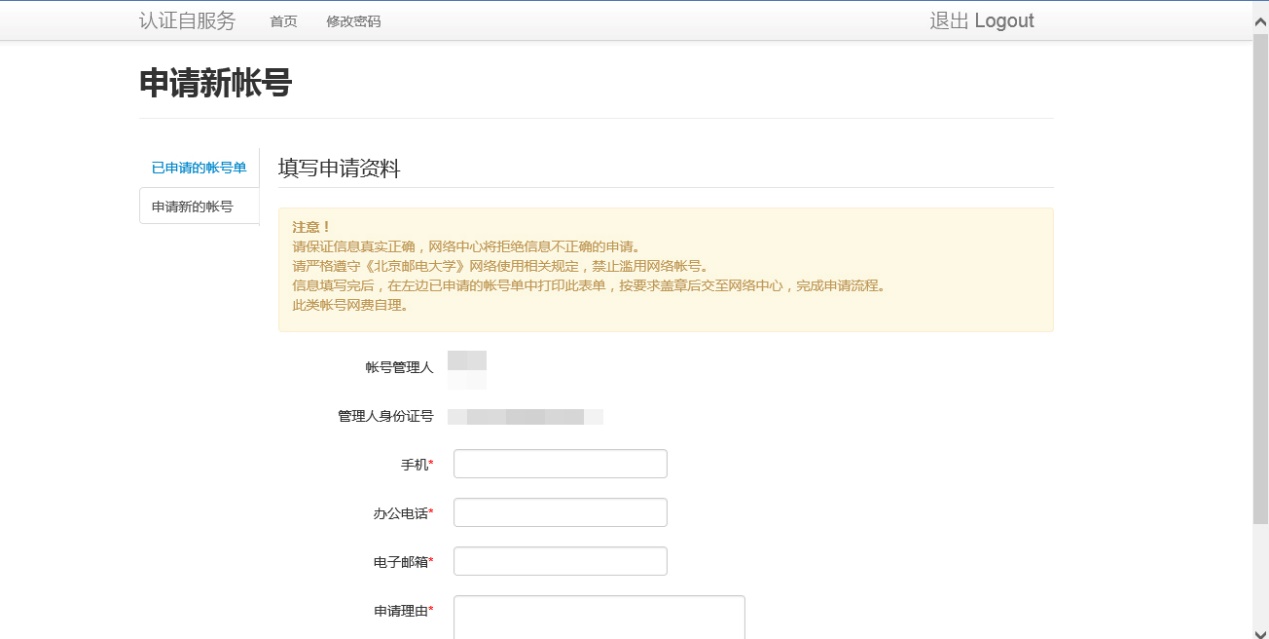 认证自服务 首页 修改密码 退出 Logout
申请新帐号
已申请的帐号单
申请新的帐号
填写申请资料
注意！
请保证信息真实正确，网络中心将拒绝信息不正确的申请。
请严格遵守《北京邮电大学》网络使用相关规定，禁止滥用网络帐号。
信息填写完后，在左边已申请的帐号单中打印此表单，按要求盖章后交至网络中心，完成申请流程。
此类帐号网费自理。
帐号管理人
管理人身份证号
手机*
办公电话*
电子邮箱*
申请理由*